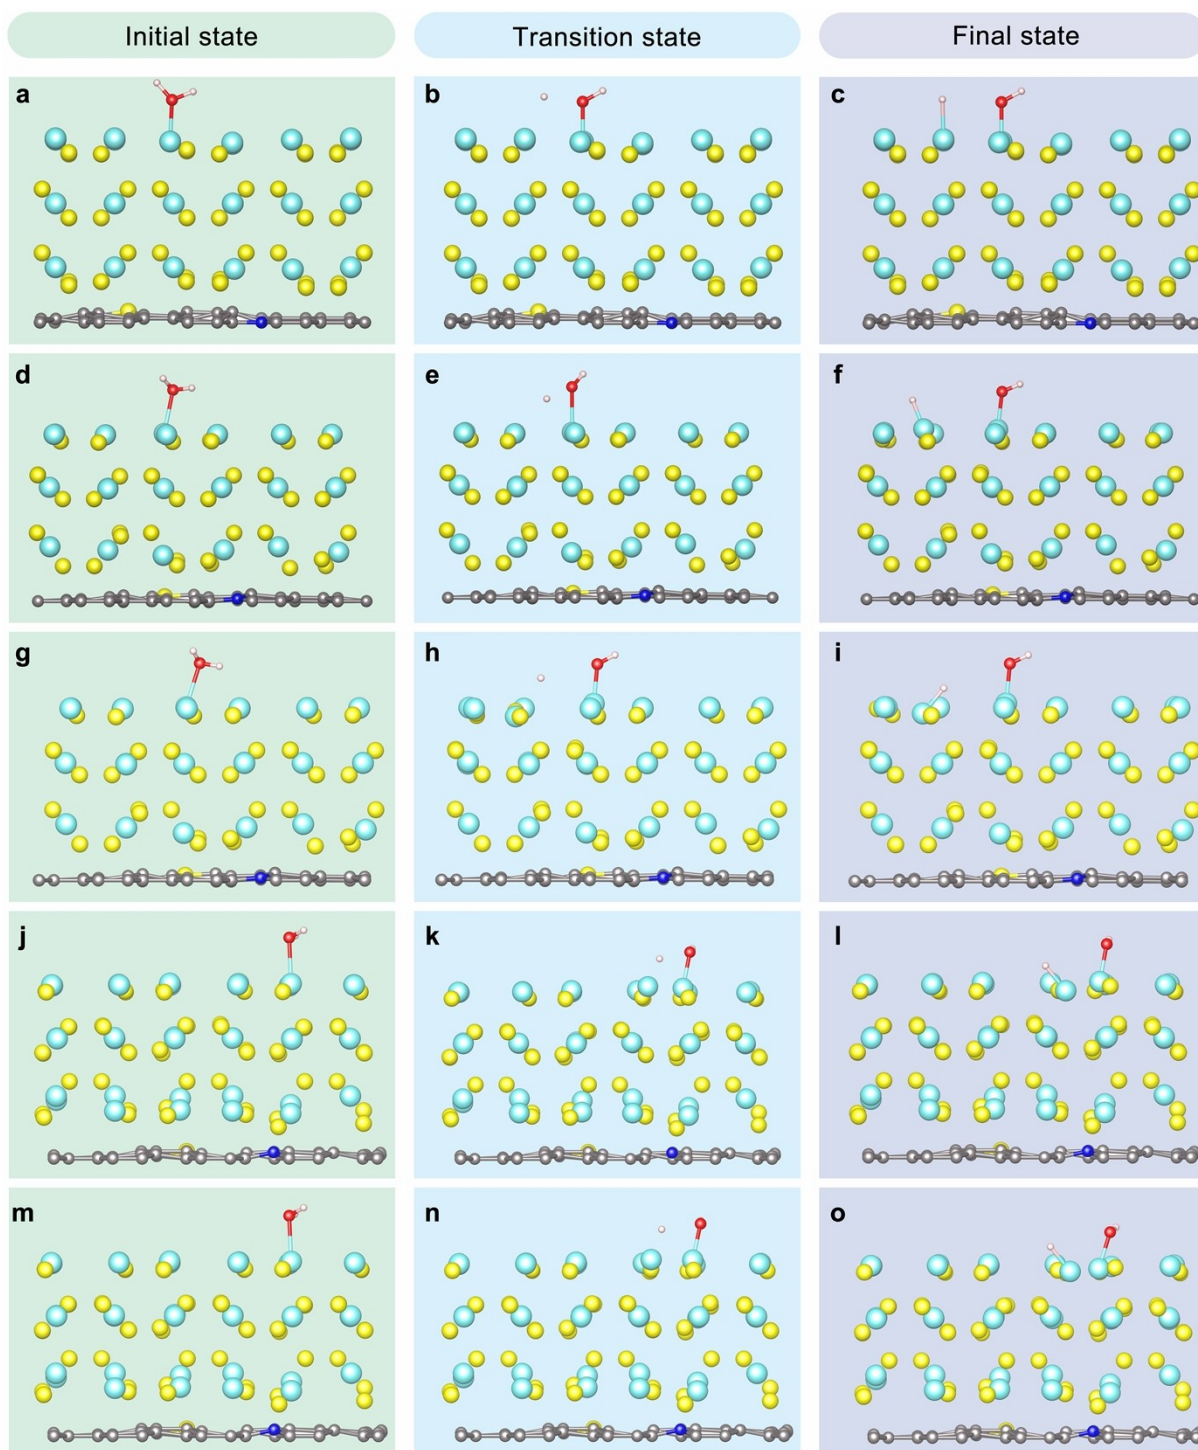 Initial state Transition state Final state
a b c
d e f
g h i
j k l
m n o